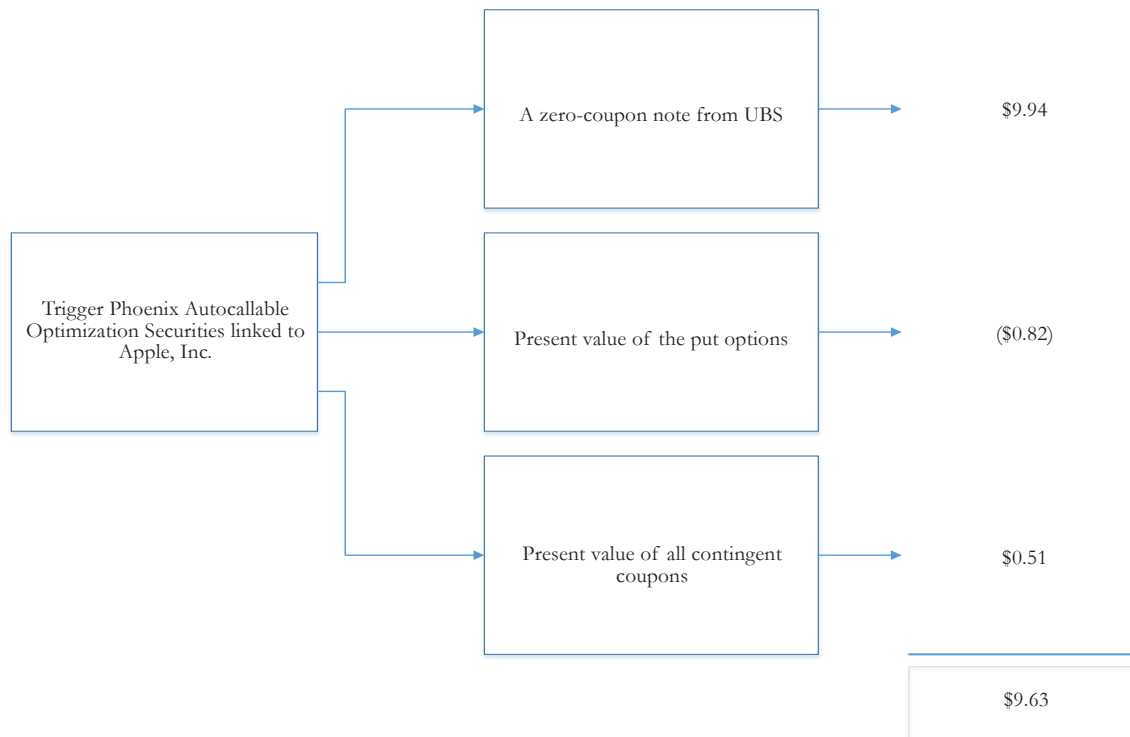 A zero-coupon note from UBS
$9.94
Trigger Phoenix Autocallable
Optimization Securities linked to
Apple, Inc.
Present value of the put options
($0.82)
Present value of all contingent
coupons
$0.51
$9.63